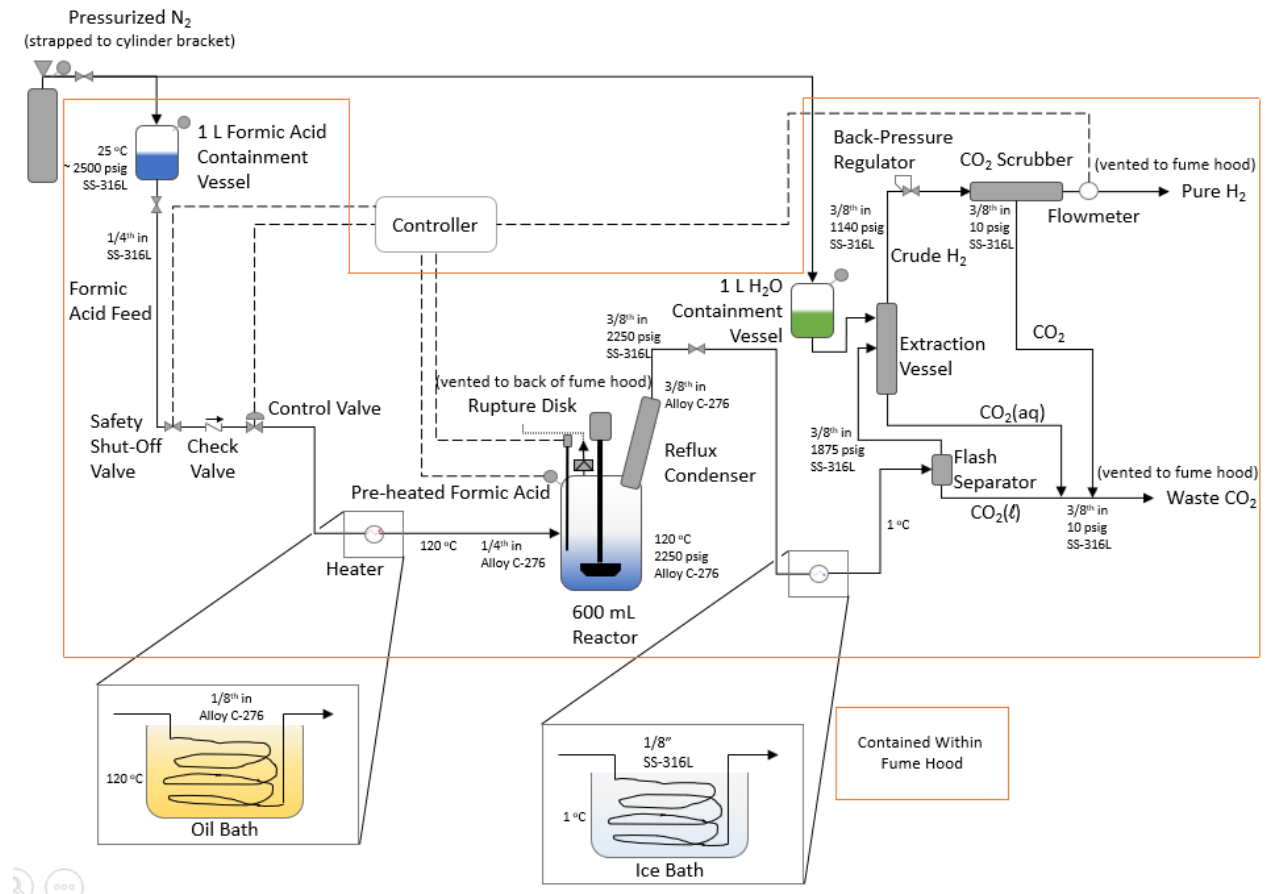 Pressurized N₂
(strapped to cylinder bracket)
1 L Formic Acid
Containment
Vessel
25 °C
~ 2500 psig
SS-316L
1/4ᵗʰ in
SS-316L
Formic
Acid Feed
Controller
Safety
Shut-Off
Valve
Check
Valve
Control Valve
(vented to back of fume hood)
Rupture Disk
Pre-heated Formic Acid
Heater
120 °C
1/4ᵗʰ in
Alloy C-276
120 °C
2250 psig
Alloy C-276
600 mL
Reactor
3/8ᵗʰ in
2250 psig
SS-316L
3/8ᵗʰ in
Alloy C-276
Reflux
Condenser
1 L H₂O
Containment
Vessel
Back-Pressure
Regulator
CO₂ Scrubber
(vented to fume hood)
Pure H₂
Flowmeter
3/8ᵗʰ in
1140 psig
SS-316L
3/8ᵗʰ in
10 psig
SS-316L
Crude H₂
CO₂
Extraction
Vessel
CO₂(aq)
3/8ᵗʰ in
1875 psig
SS-316L
Flash
Separator
(vented to fume hood)
Waste CO₂
CO₂(ℓ)
3/8ᵗʰ in
10 psig
SS-316L
1 °C
1/8ᵗʰ in
Alloy C-276
120 °C
Oil Bath
1/8"
SS-316L
1 °C
Ice Bath
Contained Within
Fume Hood